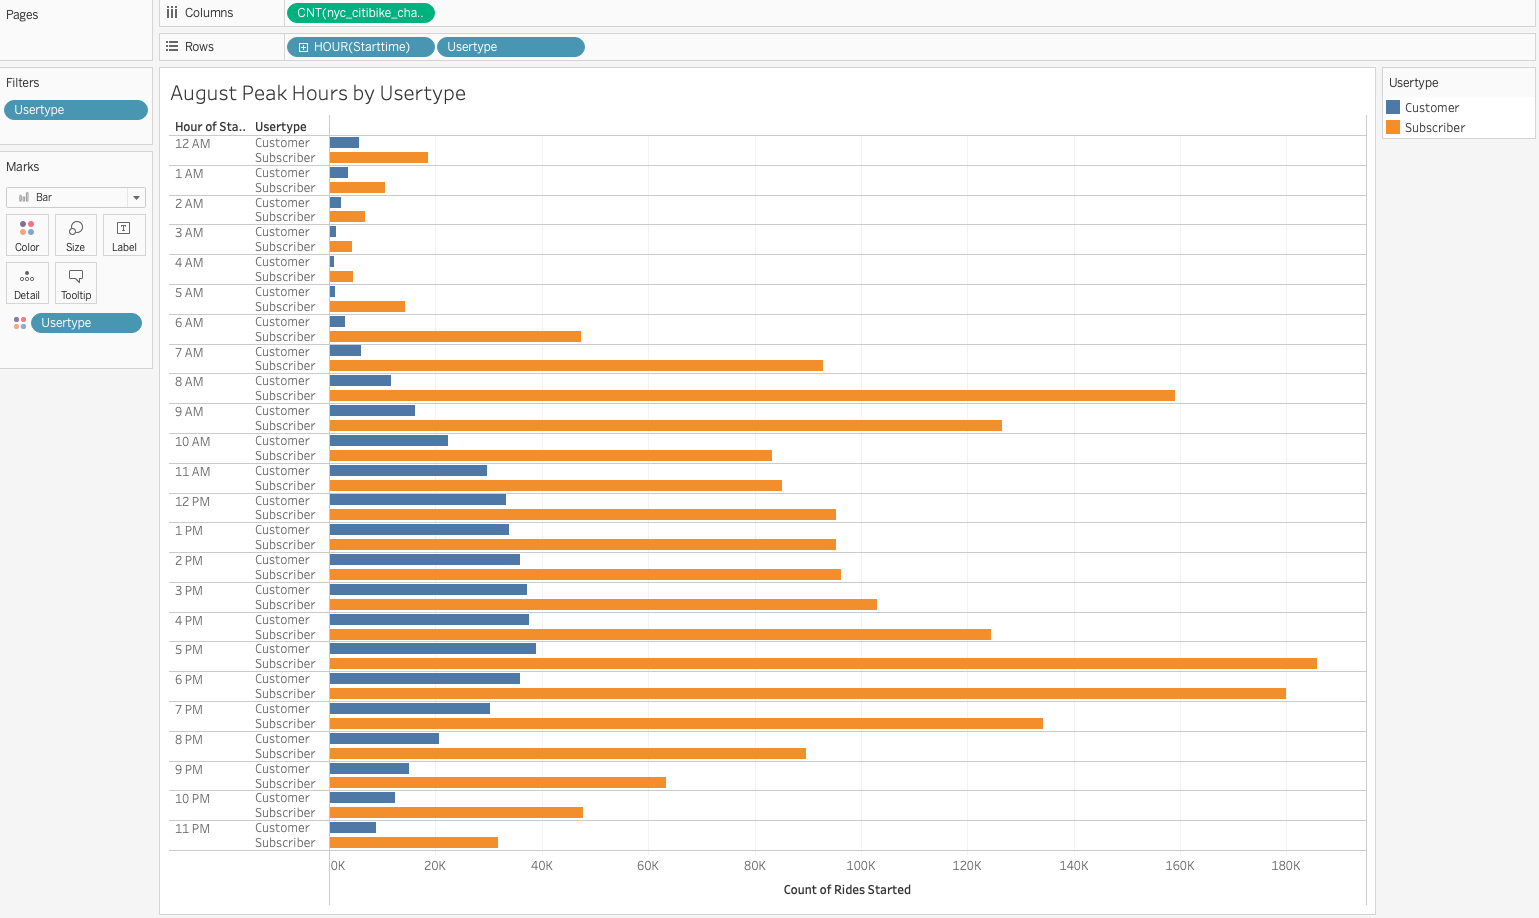 Pages
Columns
CNT(nyc_citibike_cha..
Rows
HOUR(Starttime)
Usertype
Filters
Usertype
Marks
Bar
Color
Size
Label
Detail
Tooltip
Usertype
August Peak Hours by Usertype
Hour of Sta.. Usertype
12 AM Customer
Subscriber
1 AM Customer
Subscriber
2 AM Customer
Subscriber
3 AM Customer
Subscriber
4 AM Customer
Subscriber
5 AM Customer
Subscriber
6 AM Customer
Subscriber
7 AM Customer
Subscriber
8 AM Customer
Subscriber
9 AM Customer
Subscriber
10 AM Customer
Subscriber
11 AM Customer
Subscriber
12 PM Customer
Subscriber
1 PM Customer
Subscriber
2 PM Customer
Subscriber
3 PM Customer
Subscriber
4 PM Customer
Subscriber
5 PM Customer
Subscriber
6 PM Customer
Subscriber
7 PM Customer
Subscriber
8 PM Customer
Subscriber
9 PM Customer
Subscriber
10 PM Customer
Subscriber
11 PM Customer
Subscriber
0K 20K 40K 60K 80K 100K 120K 140K 160K 180K
Count of Rides Started
Usertype
Customer
Subscriber